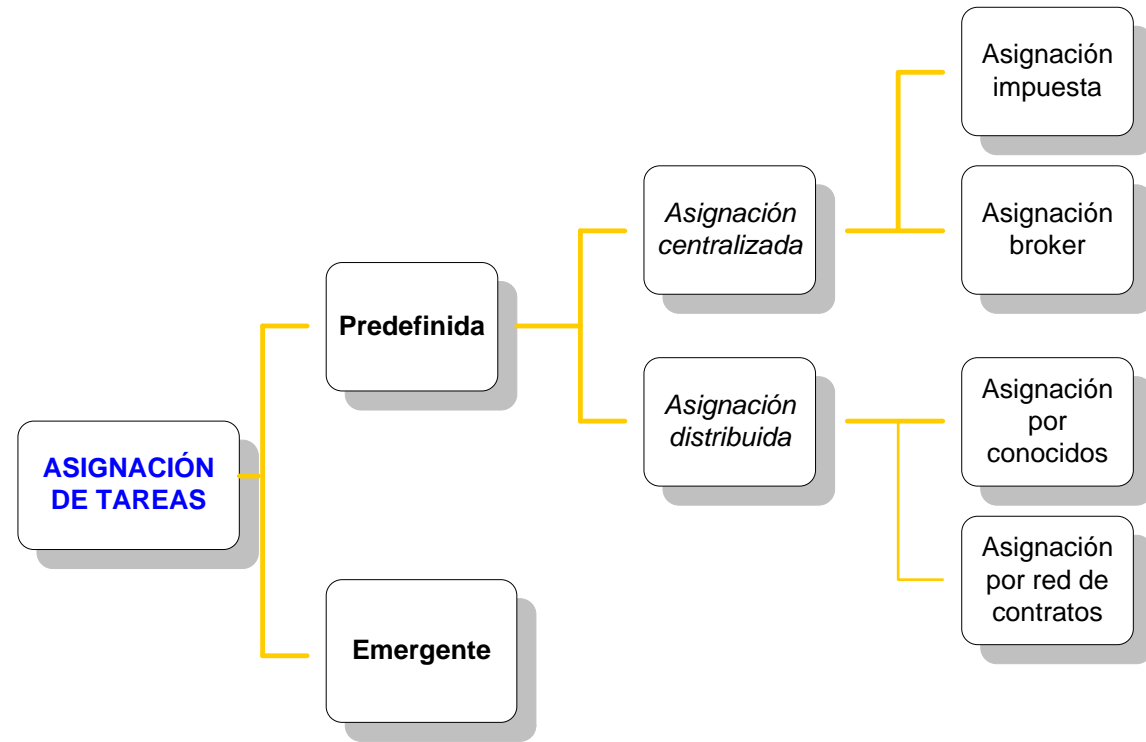 ASIGNACIÓN
DE TAREAS
Predefinida
Emergente
Asignación
centralizada
Asignación
distribuida
Asignación
impuesta
Asignación
broker
Asignación
por
conocidos
Asignación
por red de
contratos